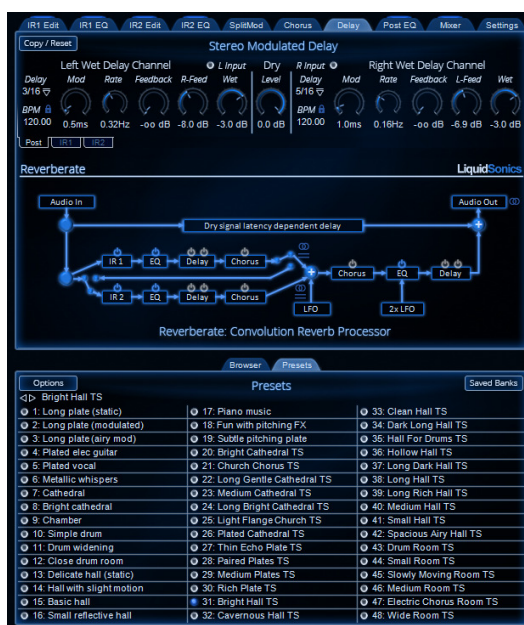 IR1 Edit IR1 EQ IR2 Edit IR2 EQ SplitMod Chorus Delay Post EQ Mixer Settings
Copy / Reset Stereo Modulated Delay
Left Wet Delay Channel L Input Dry R Input Right Wet Delay Channel
Delay Mod Rate Feedback R-Feed Wet Level Delay Mod Rate Feedback L-Feed Wet
3/16 5/16
BPM BPM
120.00 0.5ms 0.32Hz -oo dB -8.0 dB -3.0 dB 0.0 dB 120.00 1.0ms 0.16Hz -oo dB -6.9 dB -3.0 dB
Post IR1 IR2
Reverberate LiquidSonics
Audio In Audio Out
Dry signal latency dependent delay
IR 1 EQ Delay Chorus
Chorus EQ Delay
IR 2 EQ Delay Chorus
LFO 2x LFO
Reverberate: Convolution Reverb Processor
Browser Presets
Options Presets Saved Banks
Bright Hall TS
1: Long plate (static) 17: Piano music 33: Clean Hall TS
2: Long plate (modulated) 18: Fun with pitching FX 34: Dark Long Hall TS
3: Long plate (airy mod) 19: Subtle pitching plate 35: Hall For Drums TS
4: Plated elec guitar 20: Bright Cathedral TS 36: Hollow Hall TS
5: Plated vocal 21: Church Chorus TS 37: Long Dark Hall TS
6: Metallic whispers 22: Long Gentle Cathedral TS 38: Long Hall TS
7: Cathedral 23: Medium Cathedral TS 39: Long Rich Hall TS
8: Bright cathedral 24: Long Bright Cathedral TS 40: Medium Hall TS
9: Chamber 25: Light Flange Church TS 41: Small Hall TS
10: Simple drum 26: Plated Cathedral TS 42: Spacious Airy Hall TS
11: Drum widening 27: Thin Echo Plate TS 43: Drum Room TS
12: Close drum room 28: Paired Plates TS 44: Small Room TS
13: Delicate hall (static) 29: Medium Plates TS 45: Slowly Moving Room TS
14: Hall with slight motion 30: Rich Plate TS 46: Medium Room TS
15: Basic hall 31: Bright Hall TS 47: Electric Chorus Room TS
16: Small reflective hall 32: Cavernous Hall TS 48: Wide Room TS